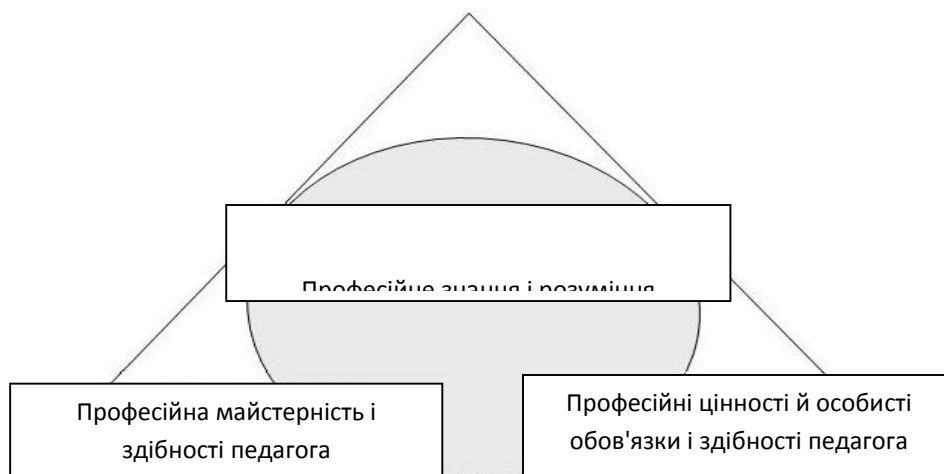 Професійне знання і розуміння
Професійна майстерність і
здібності педагога
Професійні цінності й особисті
обов'язки і здібності педагога